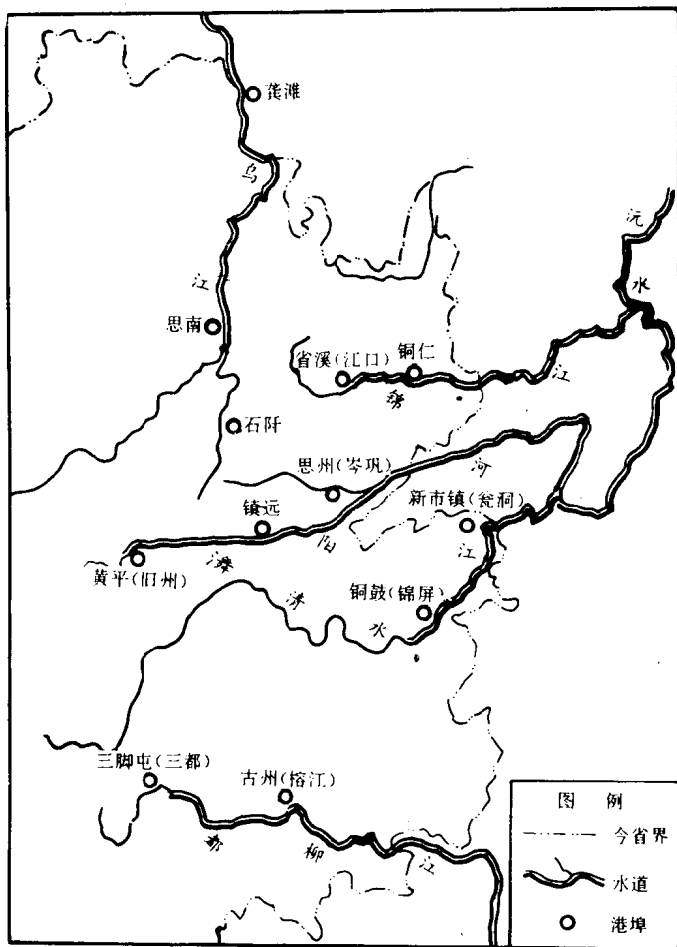 龚滩
乌
江
沅
水
思南
省溪(江口)
铜仁
江
石阡
思州(岑巩)
河
新市镇(瓮洞)
镇远
阳
江
黄平(旧州)
清
铜鼓(锦屏)
水
三脚屯(三都)
古州(榕江)
都
柳
江
图 例
今省界
水道
港埠